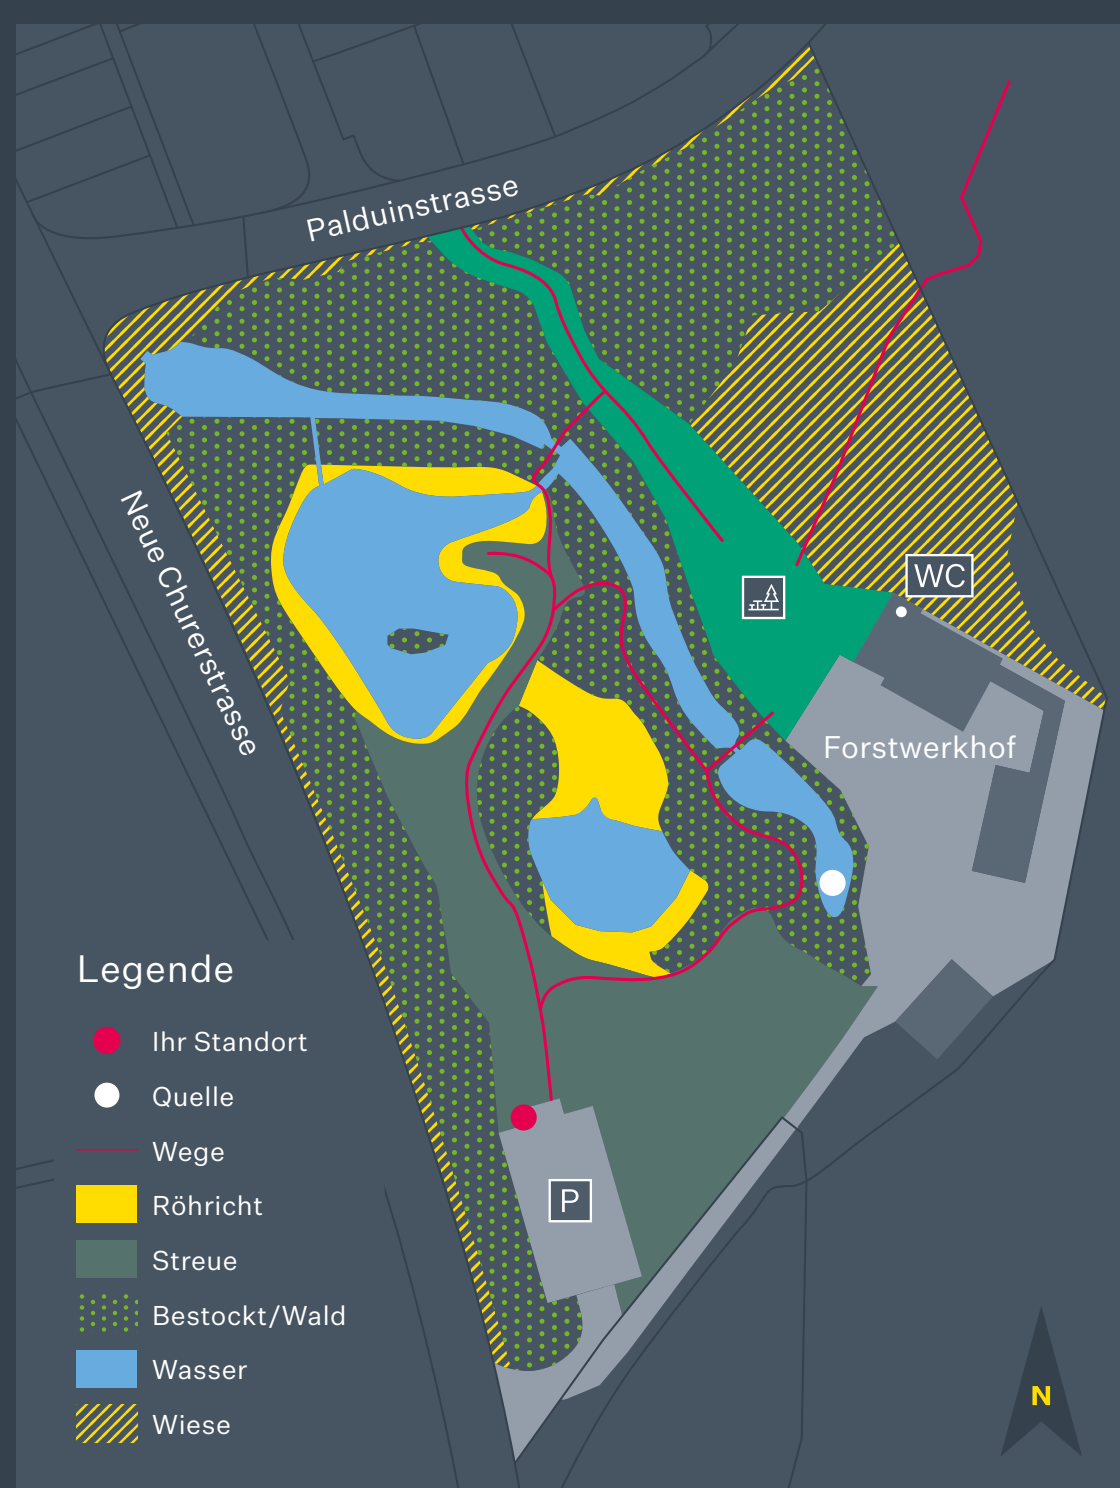 Palduinstrasse
Neue Churerstrasse
WC
Forstwerkhof
P
Legende
Ihr Standort
Quelle
Wege
Röhricht
Streue
Bestockt/Wald
Wasser
Wiese
N